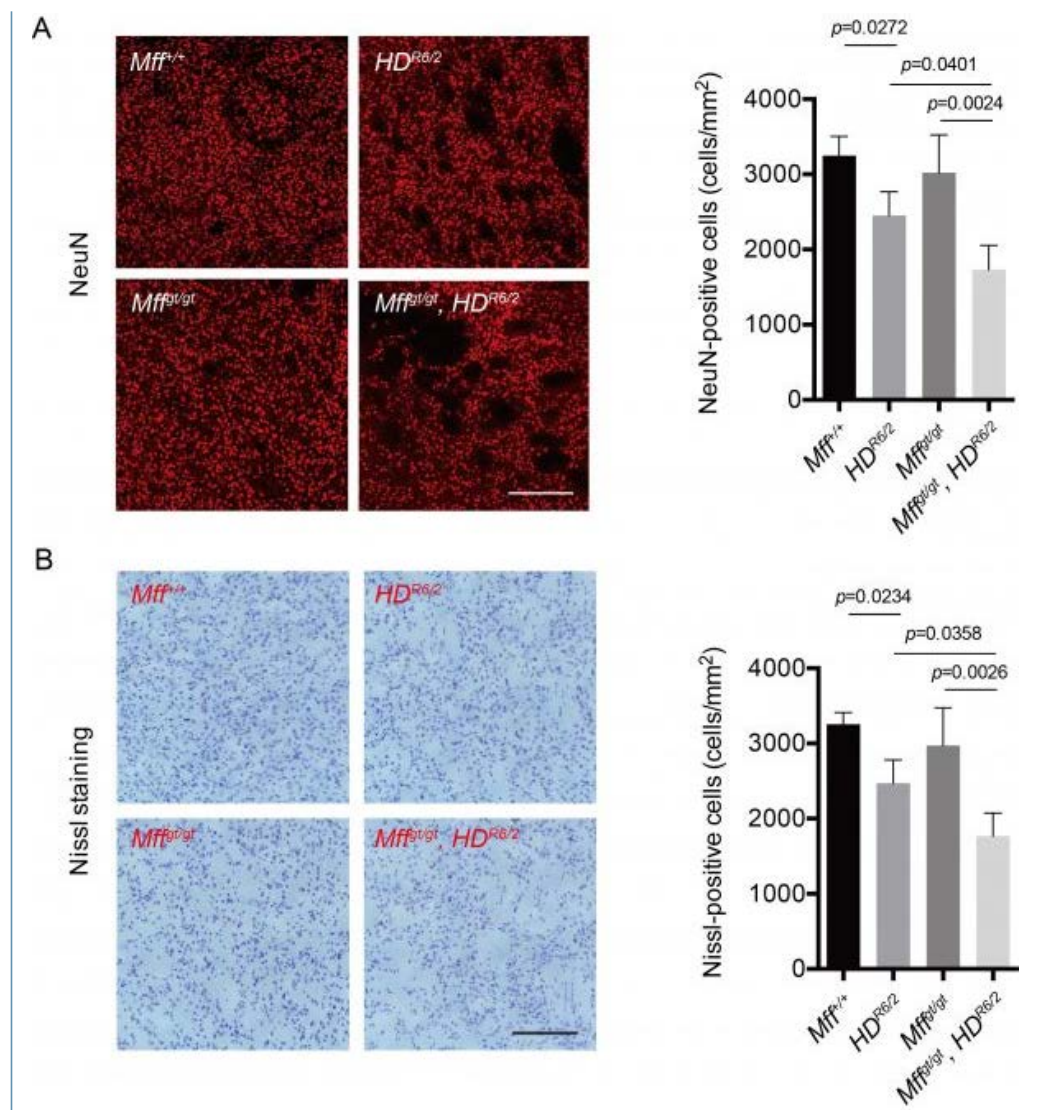 A
NeuN
Mff+/+
HDR6/2
Mffgt/gt
Mffgt/gt, HDR6/2
p=0.0272
p=0.0401
p=0.0024
NeuN-positive cells (cells/mm2)
4000
3000
2000
1000
0
Mff+/+
HDR6/2
Mffgt/gt
Mffgt/gt, HDR6/2
B
Nissl staining
Mff+/+
HDR6/2
Mffgt/gt
Mffgt/gt, HDR6/2
p=0.0234
p=0.0358
p=0.0026
Nissl-positive cells (cells/mm2)
4000
3000
2000
1000
0
Mff+/+
HDR6/2
Mffgt/gt
Mffgt/gt, HDR6/2